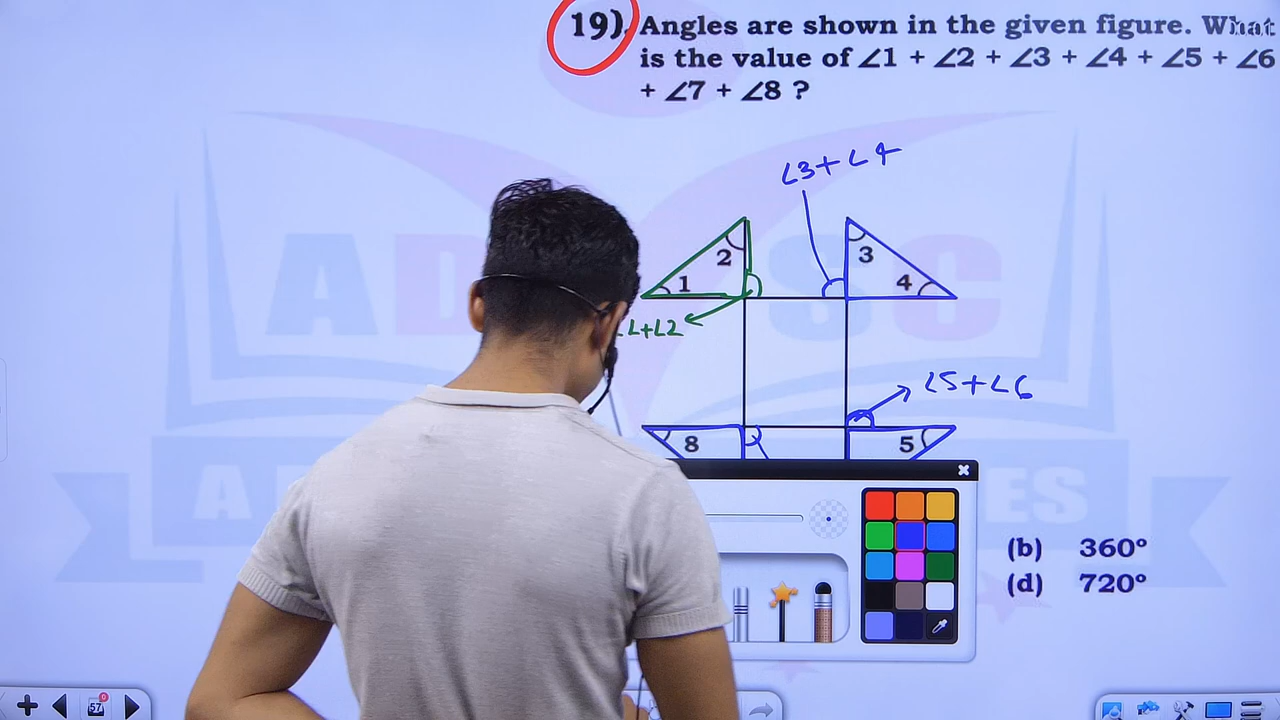 19) Angles are shown in the given figure. What
is the value of ∠1 + ∠2 + ∠3 + ∠4 + ∠5 + ∠6
+ ∠7 + ∠8 ?
∠3+∠4
2
3
1
4
∠1+∠2
∠5+∠6
8
5
(b) 360°
(d) 720°
57